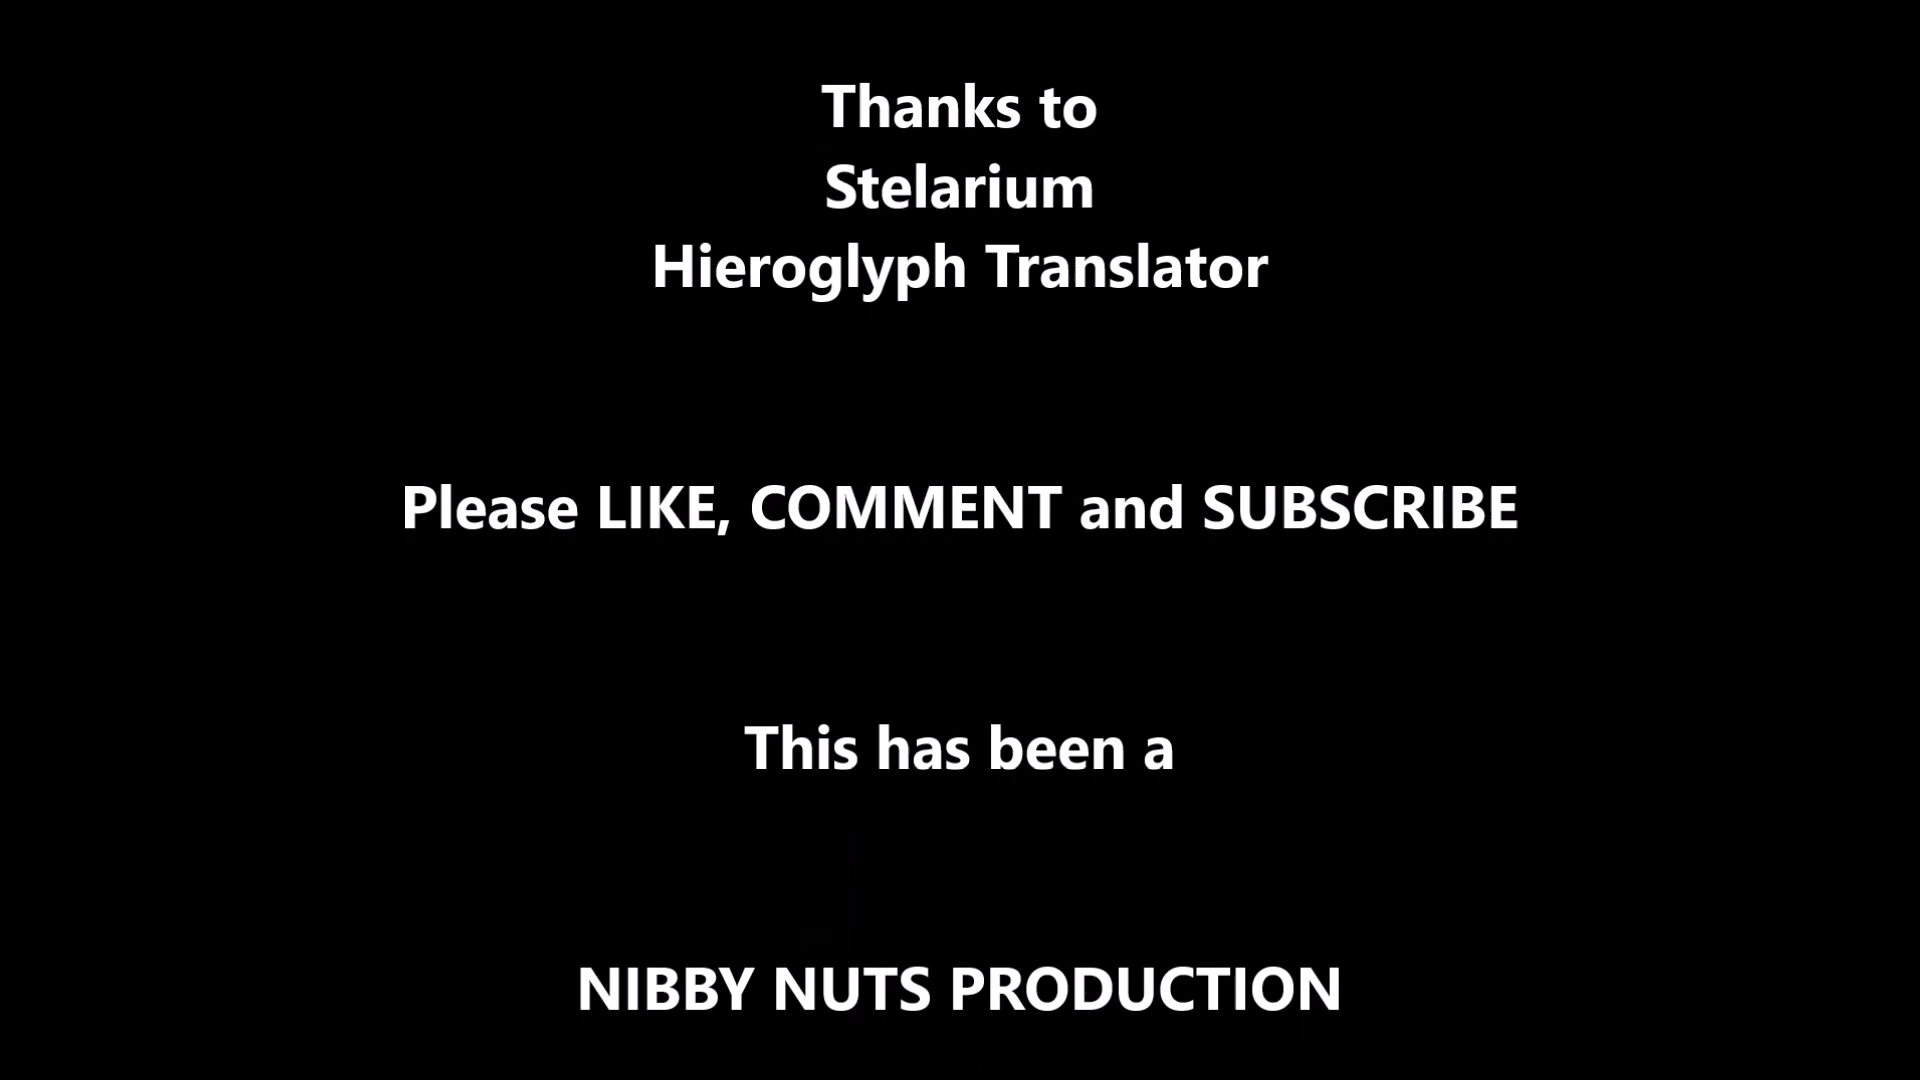 Thanks to
Stelarium
Hieroglyph Translator
Please LIKE, COMMENT and SUBSCRIBE
This has been a
NIBBY NUTS PRODUCTION